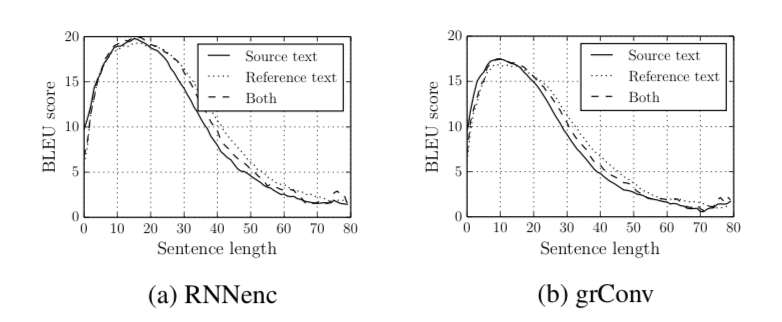 20
15
10
5
0
BLEU score
Source text
Reference text
Both
0 10 20 30 40 50 60 70 80
Sentence length
(a) RNNenc
20
15
10
5
0
BLEU score
Source text
Reference text
Both
0 10 20 30 40 50 60 70 80
Sentence length
(b) grConv